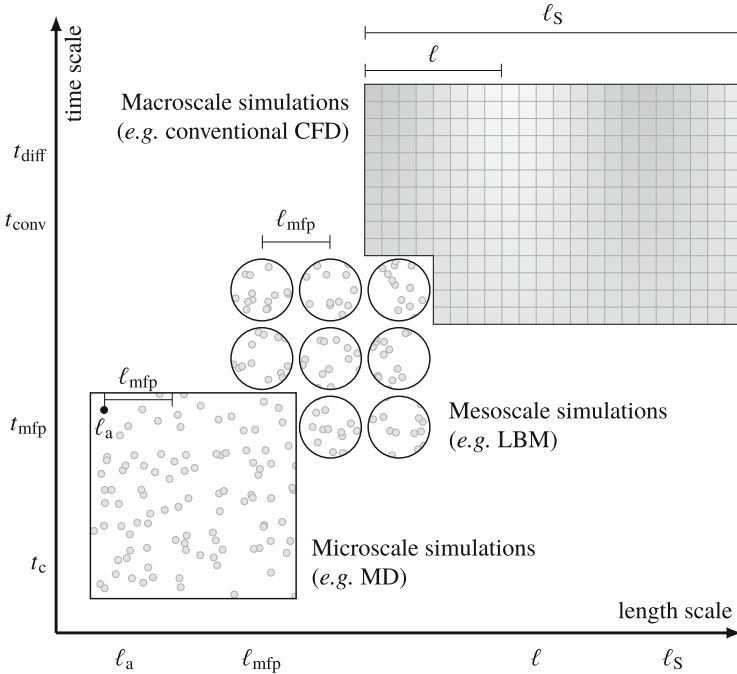 ℓS
ℓ
time scale
Macroscale simulations
(e.g. conventional CFD)
tdiff
tconv
ℓmfp
ℓmfp
ℓa
tmfp
Mesoscale simulations
(e.g. LBM)
Microscale simulations
(e.g. MD)
tc
length scale
ℓa ℓmfp ℓ ℓS